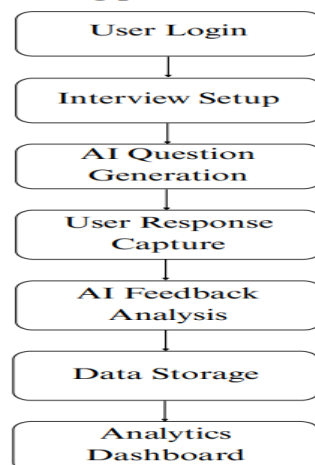 User Login
Interview Setup
AI Question
Generation
User Response
Capture
AI Feedback
Analysis
Data Storage
Analytics
Dashboard